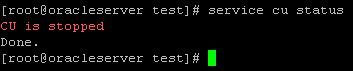 [root@oracleserver test]# service cu status
CU is stopped
Done.
[root@oracleserver test]#